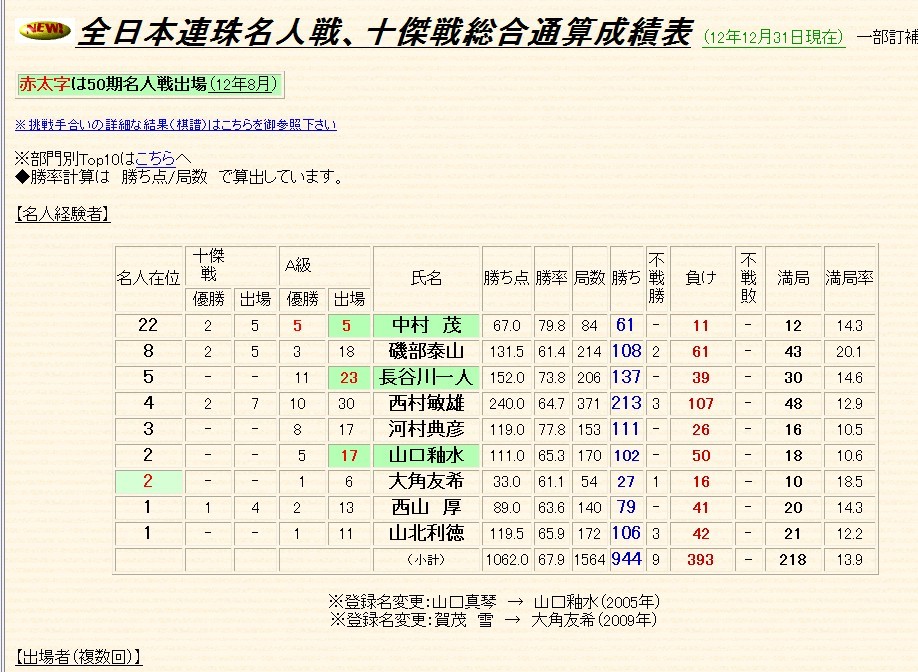 NEW! 全日本連珠名人戦、十傑戦総合通算成績表 (12年12月31日現在) 一部訂補
赤太字は50期名人戦出場(12年8月)
※挑戦手合いの詳細な結果(棋譜)はこちらを御参照下さい
※部門別Top10はこちらへ
◆勝率計算は 勝ち点/局数 で算出しています。
【名人経験者】
名人在位 十傑戦 A級 氏名 勝ち点 勝率 局数 勝ち 不戦勝 負け 不戦敗 満局 満局率
優勝 出場 優勝 出場
22 2 5 5 5 中村 茂 67.0 79.8 84 61 - 11 - 12 14.3
8 2 5 3 18 磯部泰山 131.5 61.4 214 108 2 61 - 43 20.1
5 - - 11 23 長谷川一人 152.0 73.8 206 137 - 39 - 30 14.6
4 2 7 10 30 西村敏雄 240.0 64.7 371 213 3 107 - 48 12.9
3 - - 8 17 河村典彦 119.0 77.8 153 111 - 26 - 16 10.5
2 - - 5 17 山口釉水 111.0 65.3 170 102 - 50 - 18 10.6
2 - - 1 6 大角友希 33.0 61.1 54 27 1 16 - 10 18.5
1 1 4 2 13 西山 厚 89.0 63.6 140 79 - 41 - 20 14.3
1 - - 1 11 山北利徳 119.5 65.9 172 106 3 42 - 21 12.2
(小計) 1062.0 67.9 1564 944 9 393 - 218 13.9
※登録名変更:山口真琴 → 山口釉水(2005年)
※登録名変更:賀茂 雪 → 大角友希(2009年)
【出場者(複数回)】